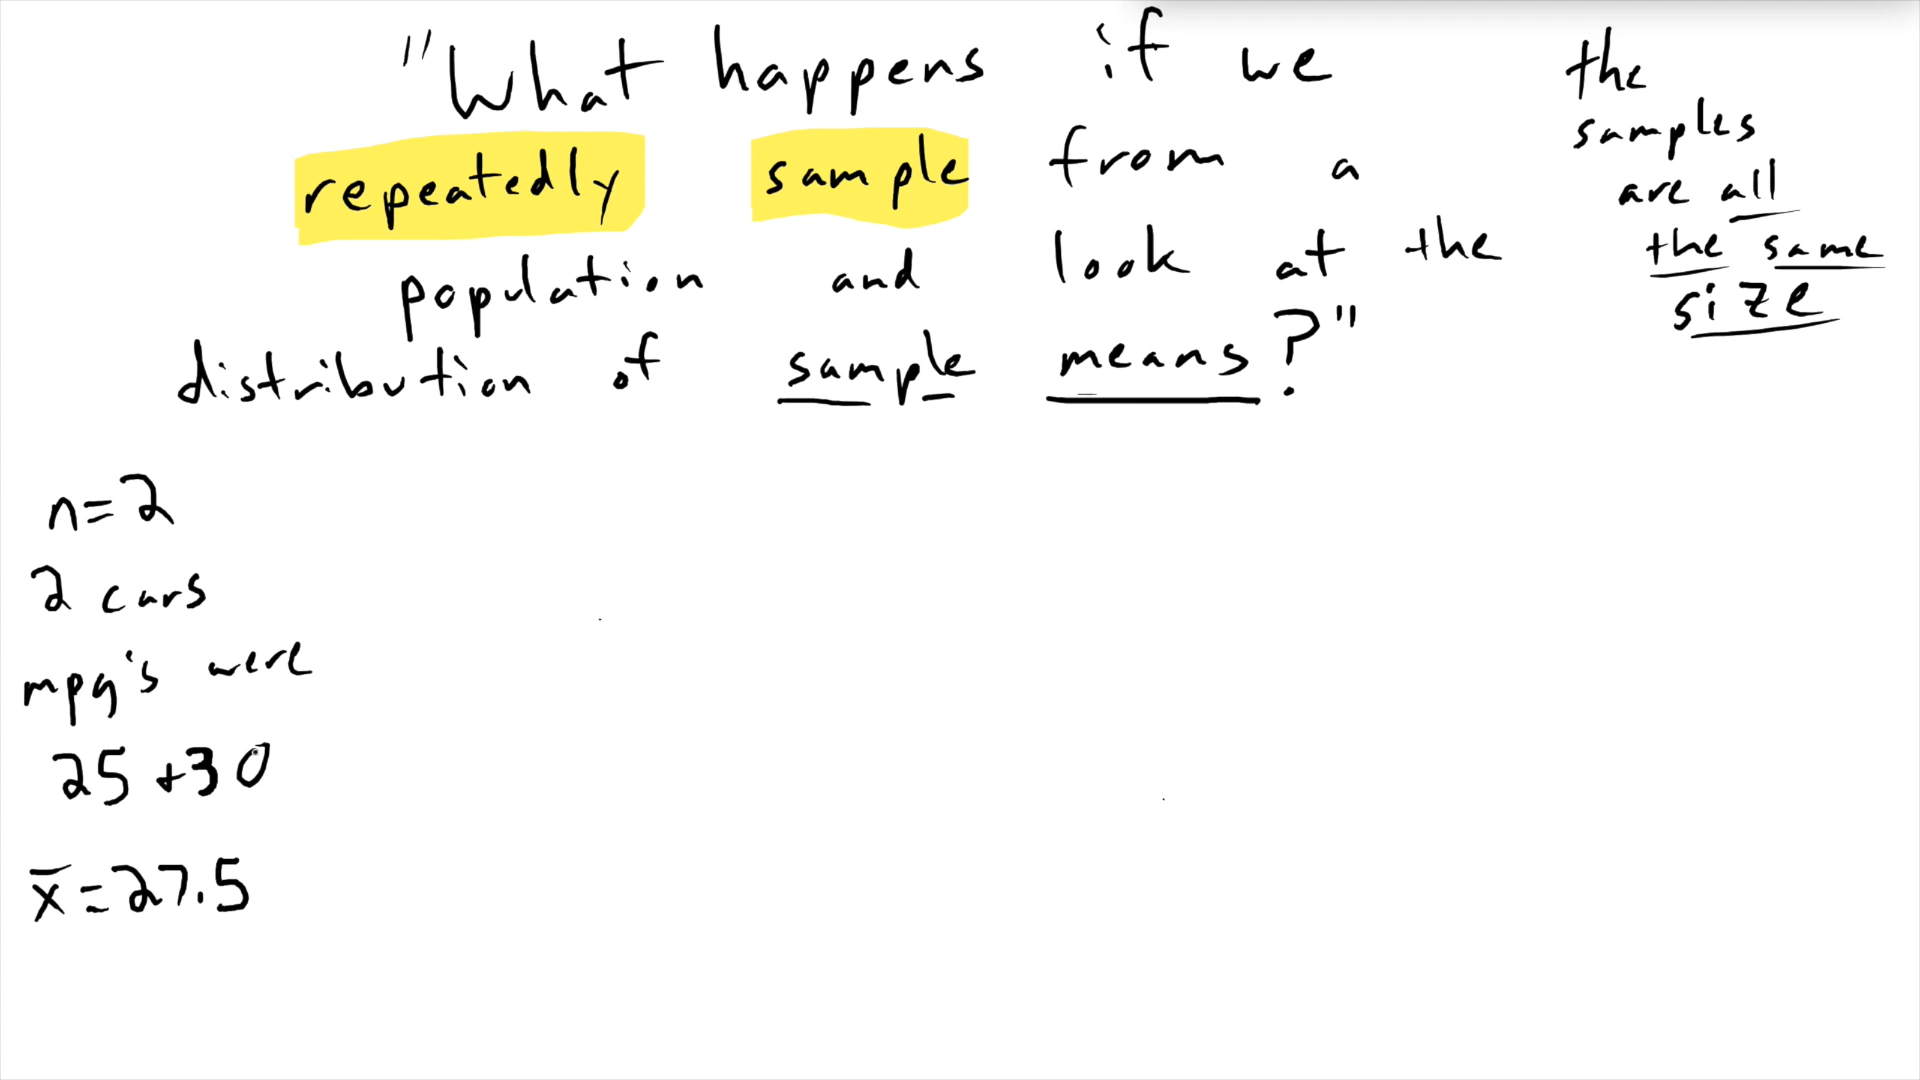 "What happens if we
repeatedly sample from a
population and look at the
distribution of sample means?"
the
samples
are all
the same
size
n=2
2 cars
mpg's were
25 + 30
x̄ = 27.5